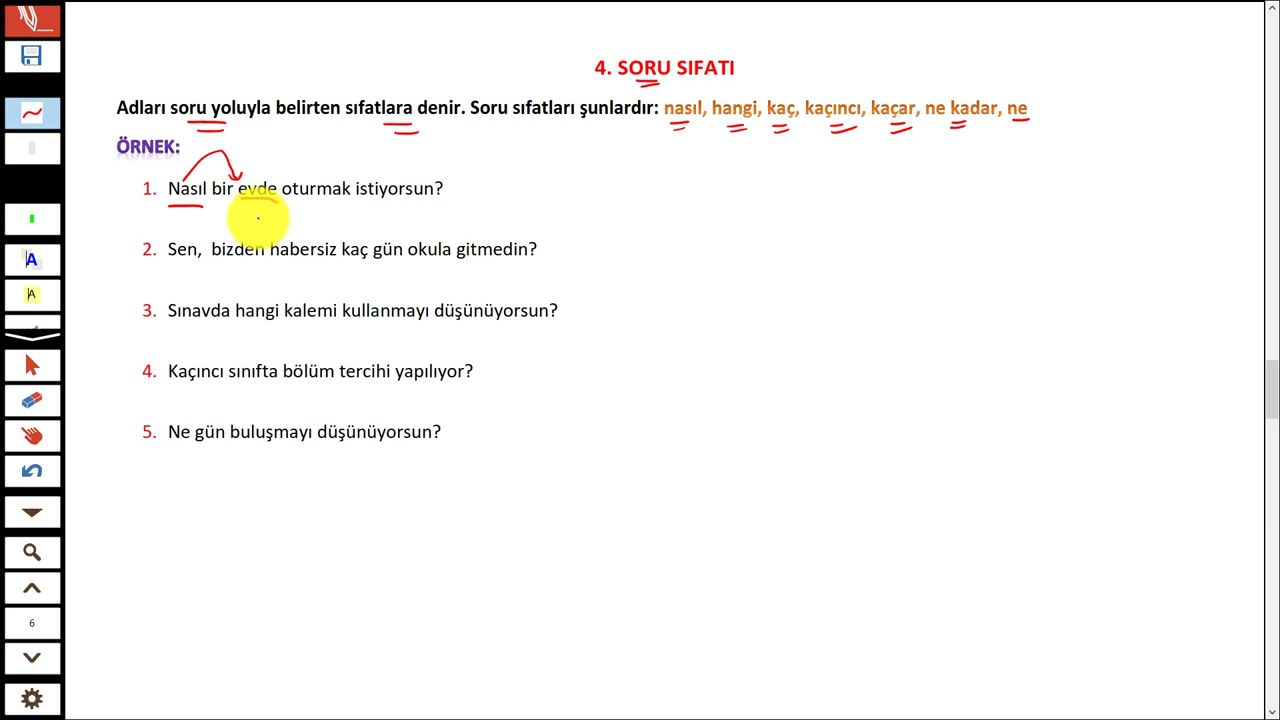 4. SORU SIFATI
Adları soru yoluyla belirten sıfatlara denir. Soru sıfatları şunlardır: nasıl, hangi, kaç, kaçıncı, kaçar, ne kadar, ne
ÖRNEK:
1. Nasıl bir evde oturmak istiyorsun?
2. Sen, bizden habersiz kaç gün okula gitmedin?
3. Sınavda hangi kalemi kullanmayı düşünüyorsun?
4. Kaçıncı sınıfta bölüm tercihi yapılıyor?
5. Ne gün buluşmayı düşünüyorsun?
A
A
6